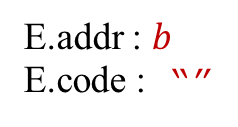 E.addr : b
E.code : “ ”